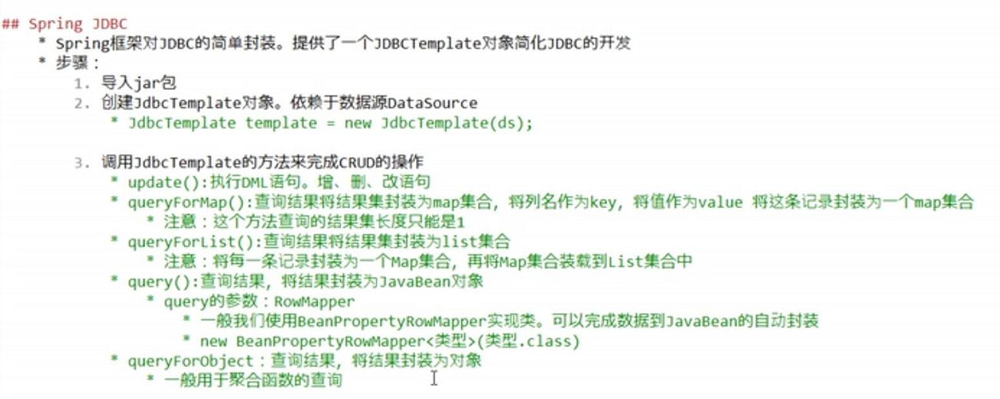 ## Spring JDBC
* Spring框架对JDBC的简单封装。提供了一个JDBCTemplate对象简化JDBC的开发
* 步骤：
1. 导入jar包
2. 创建JdbcTemplate对象。依赖于数据源DataSource
* JdbcTemplate template = new JdbcTemplate(ds);
3. 调用JdbcTemplate的方法来完成CRUD的操作
* update():执行DML语句。增、删、改语句
* queryForMap():查询结果将结果集封装为map集合，将列名作为key，将值作为value 将这条记录封装为一个map集合
* 注意：这个方法查询的结果集长度只能是1
* queryForList():查询结果将结果集封装为list集合
* 注意：将每一条记录封装为一个Map集合，再将Map集合装载到List集合中
* query():查询结果，将结果封装为JavaBean对象
* query的参数：RowMapper
* 一般我们使用BeanPropertyRowMapper实现类。可以完成数据到JavaBean的自动封装
* new BeanPropertyRowMapper<类型>(类型.class)
* queryForObject：查询结果，将结果封装为对象
* 一般用于聚合函数的查询